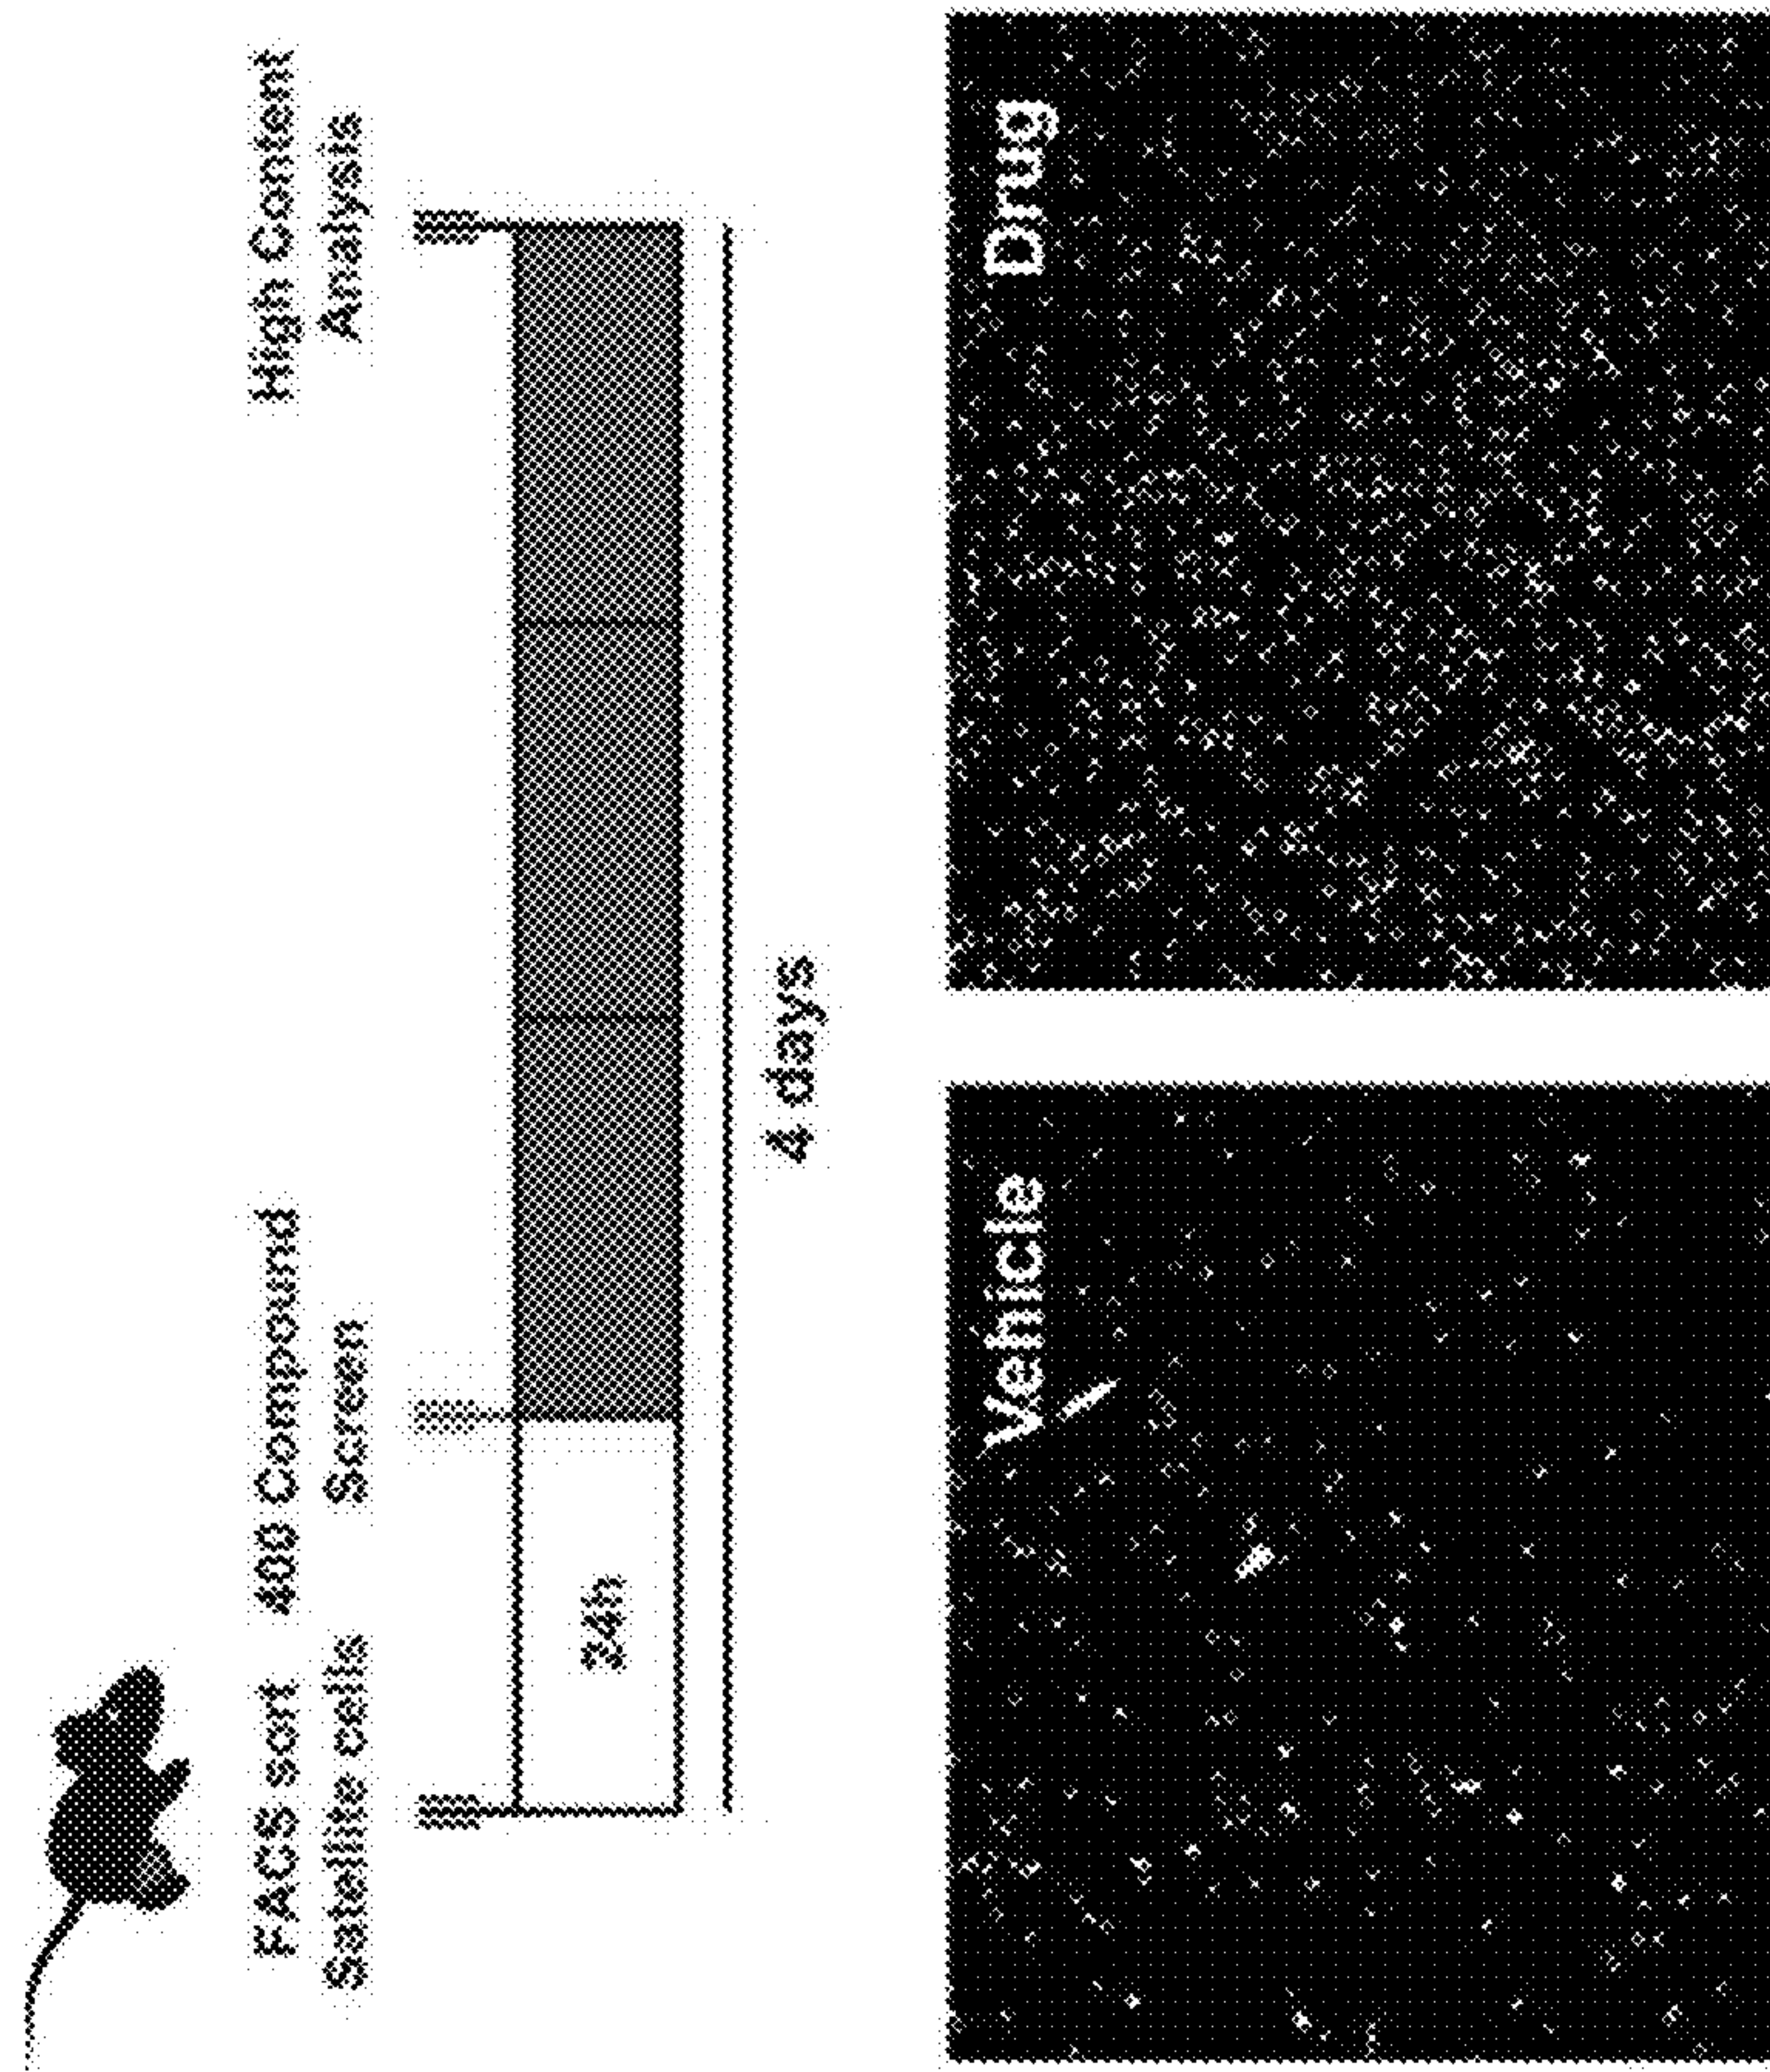 FACS sort
Satellite cells
400 Compound
Screen
High Content
Analysis
24h
4 days
Vehicle
Drug